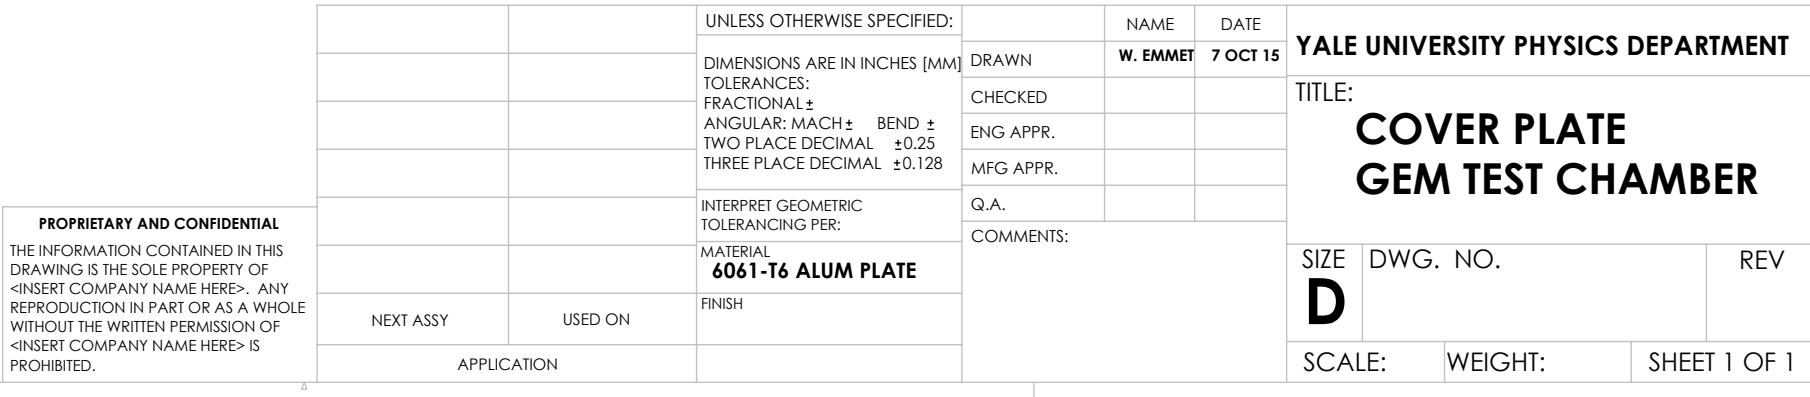 PROPRIETARY AND CONFIDENTIAL
THE INFORMATION CONTAINED IN THIS
DRAWING IS THE SOLE PROPERTY OF
<INSERT COMPANY NAME HERE>. ANY
REPRODUCTION IN PART OR AS A WHOLE
WITHOUT THE WRITTEN PERMISSION OF
<INSERT COMPANY NAME HERE> IS
PROHIBITED.
NEXT ASSY
USED ON
APPLICATION
UNLESS OTHERWISE SPECIFIED:
DIMENSIONS ARE IN INCHES [MM]
TOLERANCES:
FRACTIONAL ±
ANGULAR: MACH ± BEND ±
TWO PLACE DECIMAL ±0.25
THREE PLACE DECIMAL ±0.128
INTERPRET GEOMETRIC
TOLERANCING PER:
MATERIAL
6061-T6 ALUM PLATE
FINISH
NAME DATE
DRAWN W. EMMET 7 OCT 15
CHECKED
ENG APPR.
MFG APPR.
Q.A.
COMMENTS:
YALE UNIVERSITY PHYSICS DEPARTMENT
TITLE:
COVER PLATE
GEM TEST CHAMBER
SIZE DWG. NO. REV
D
SCALE: WEIGHT: SHEET 1 OF 1